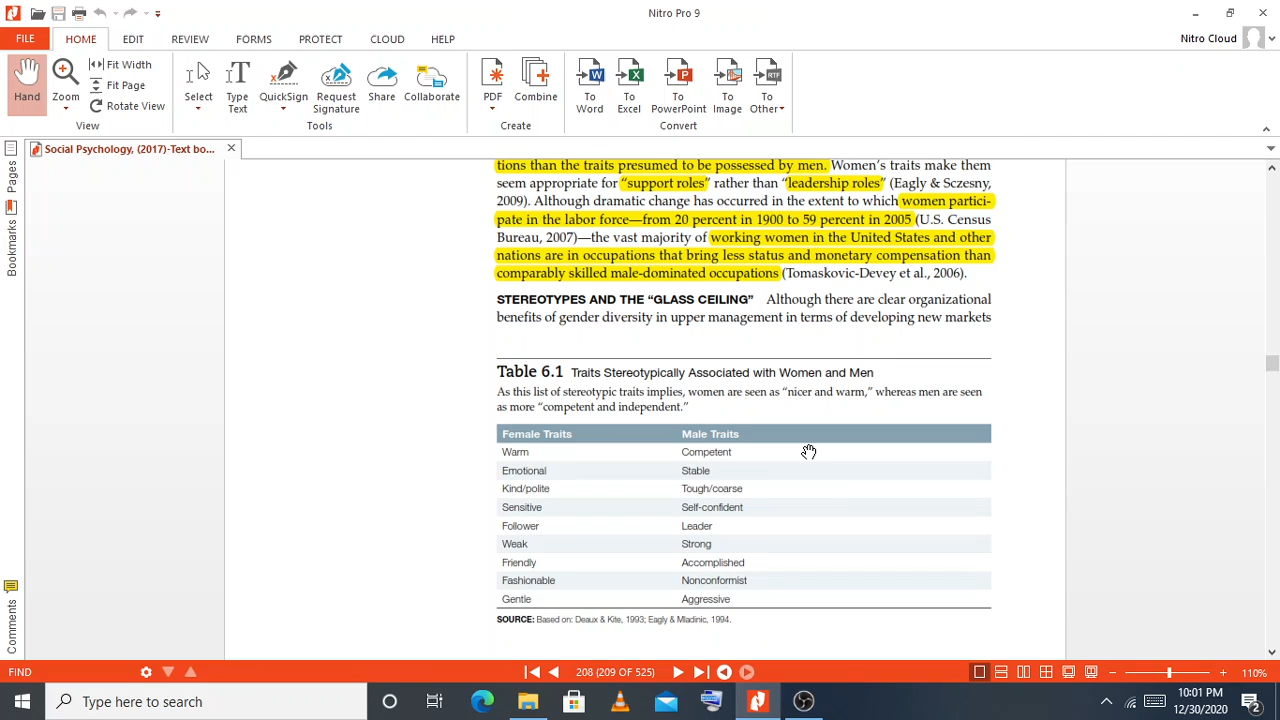 Nitro Pro 9
FILE HOME EDIT REVIEW FORMS PROTECT CLOUD HELP
Nitro Cloud
Hand
Zoom
Fit Width
Fit Page
Rotate View
View
Select
Type Text
QuickSign
Request Signature
Share
Collaborate
Tools
PDF
Combine
Create
To Word
To Excel
To PowerPoint
To Image
To Other
Convert
Social Psychology, (2017)-Text bo...
Pages
Bookmarks
Comments
tions than the traits presumed to be possessed by men. Women’s traits make them
seem appropriate for “support roles” rather than “leadership roles” (Eagly & Sczesny,
2009). Although dramatic change has occurred in the extent to which women partici-
pate in the labor force—from 20 percent in 1900 to 59 percent in 2005 (U.S. Census
Bureau, 2007)—the vast majority of working women in the United States and other
nations are in occupations that bring less status and monetary compensation than
comparably skilled male-dominated occupations (Tomaskovic-Devey et al., 2006).
STEREOTYPES AND THE “GLASS CEILING” Although there are clear organizational
benefits of gender diversity in upper management in terms of developing new markets
Table 6.1 Traits Stereotypically Associated with Women and Men
As this list of stereotypic traits implies, women are seen as “nicer and warm,” whereas men are seen
as more “competent and independent.”
Female Traits Male Traits
Warm Competent
Emotional Stable
Kind/polite Tough/coarse
Sensitive Self-confident
Follower Leader
Weak Strong
Friendly Accomplished
Fashionable Nonconformist
Gentle Aggressive
SOURCE: Based on: Deaux & Kite, 1993; Eagly & Mladinic, 1994.
FIND
208 (209 OF 525)
110%
Type here to search
10:01 PM
12/30/2020
2